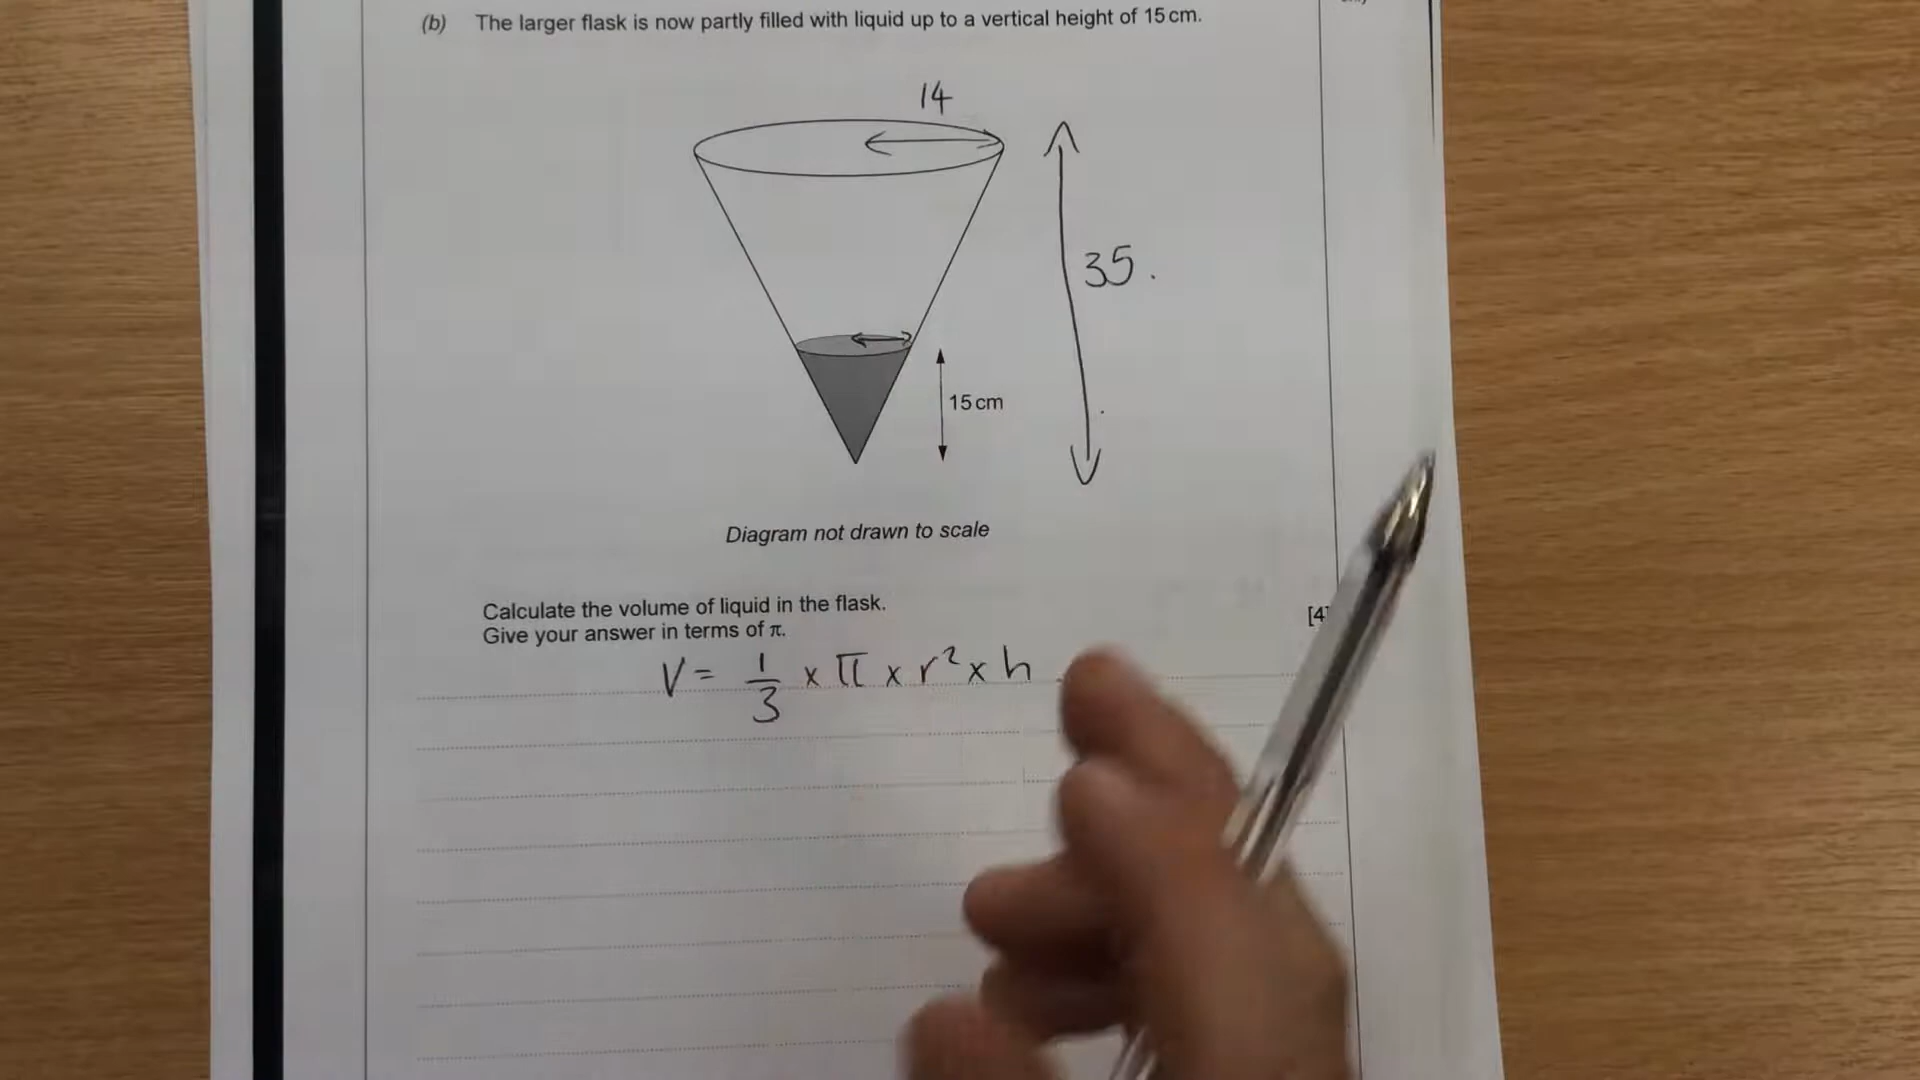 (b) The larger flask is now partly filled with liquid up to a vertical height of 15 cm.
14
35.
15 cm
Diagram not drawn to scale
Calculate the volume of liquid in the flask.
[4]
Give your answer in terms of π.
V = 1/3 × π × r² × h